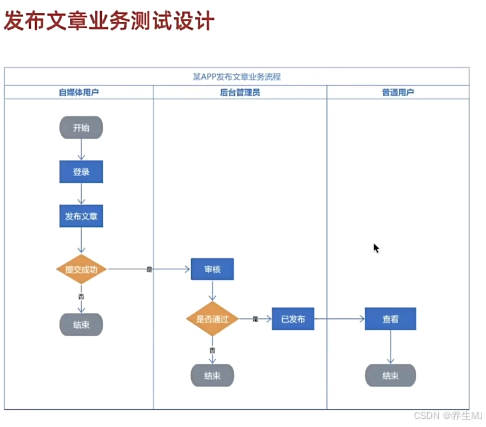 发布文章业务测试设计
某APP发布文章业务流程
自媒体用户
后台管理员
普通用户
开始
登录
发布文章
提交成功
是
审核
否
是否通过
是
已发布
查看
结束
否
结束
结束
CSDN @养生MJ